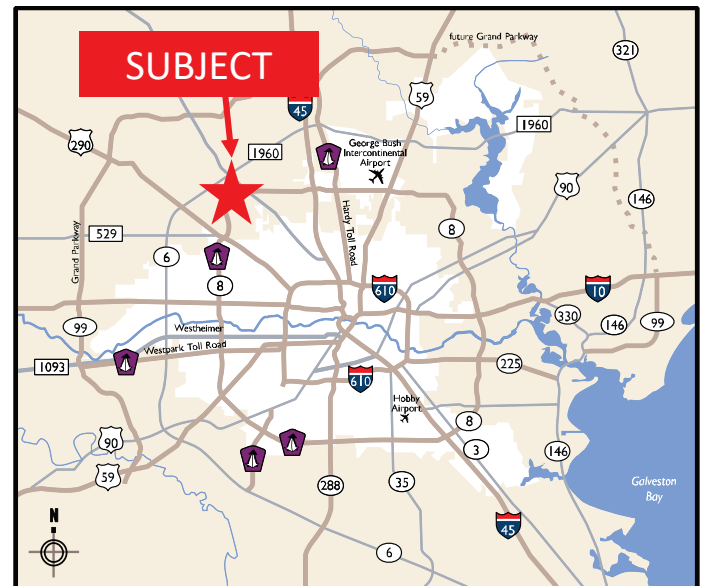 future Grand Parkway
321
SUBJECT
59
45
1960
290
1960
George Bush
Intercontinental
Airport
90
146
Hardy Toll Road
529
8
Grand Parkway
6
8
610
10
330
146
99
99
Westheimer
Westpark Toll Road
1093
225
610
Hobby
Airport
8
3
90
146
59
288
35
Galveston
Bay
N
45
6